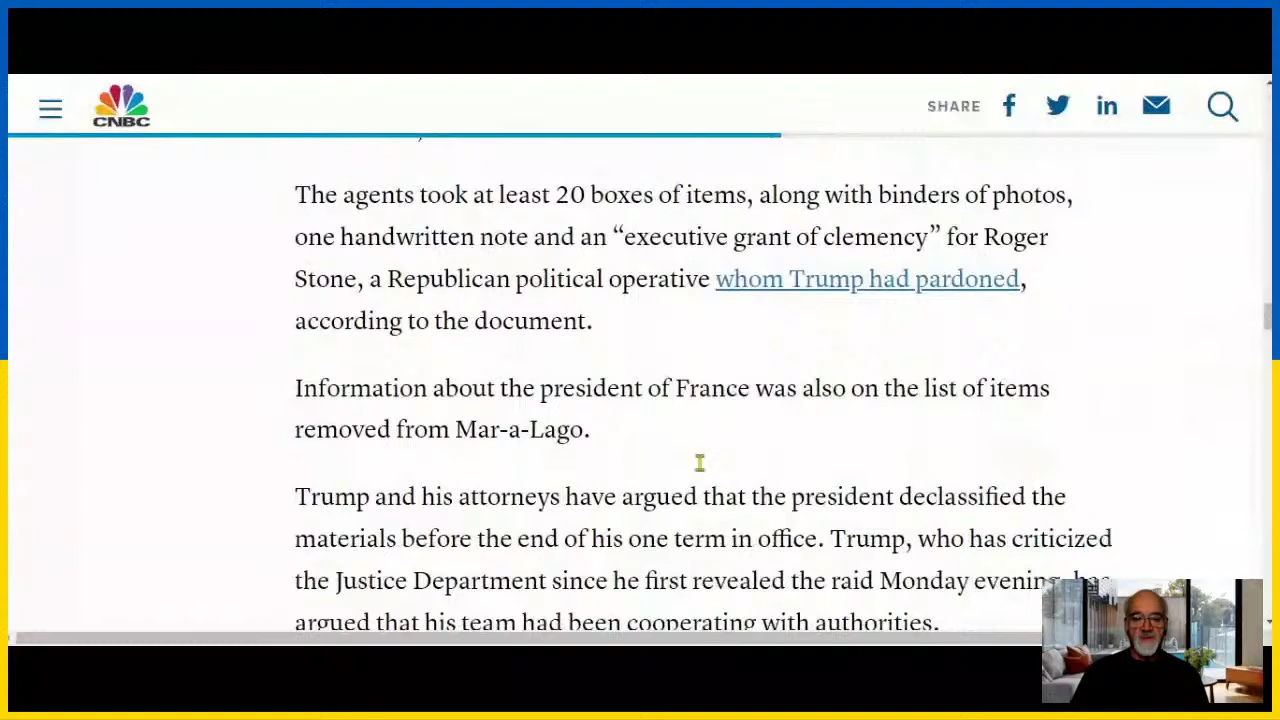 CNBC
SHARE
The agents took at least 20 boxes of items, along with binders of photos,
one handwritten note and an “executive grant of clemency” for Roger
Stone, a Republican political operative whom Trump had pardoned,
according to the document.
Information about the president of France was also on the list of items
removed from Mar-a-Lago.
Trump and his attorneys have argued that the president declassified the
materials before the end of his one term in office. Trump, who has criticized
the Justice Department since he first revealed the raid Monday evening,
argued that his team had been cooperating with authorities.